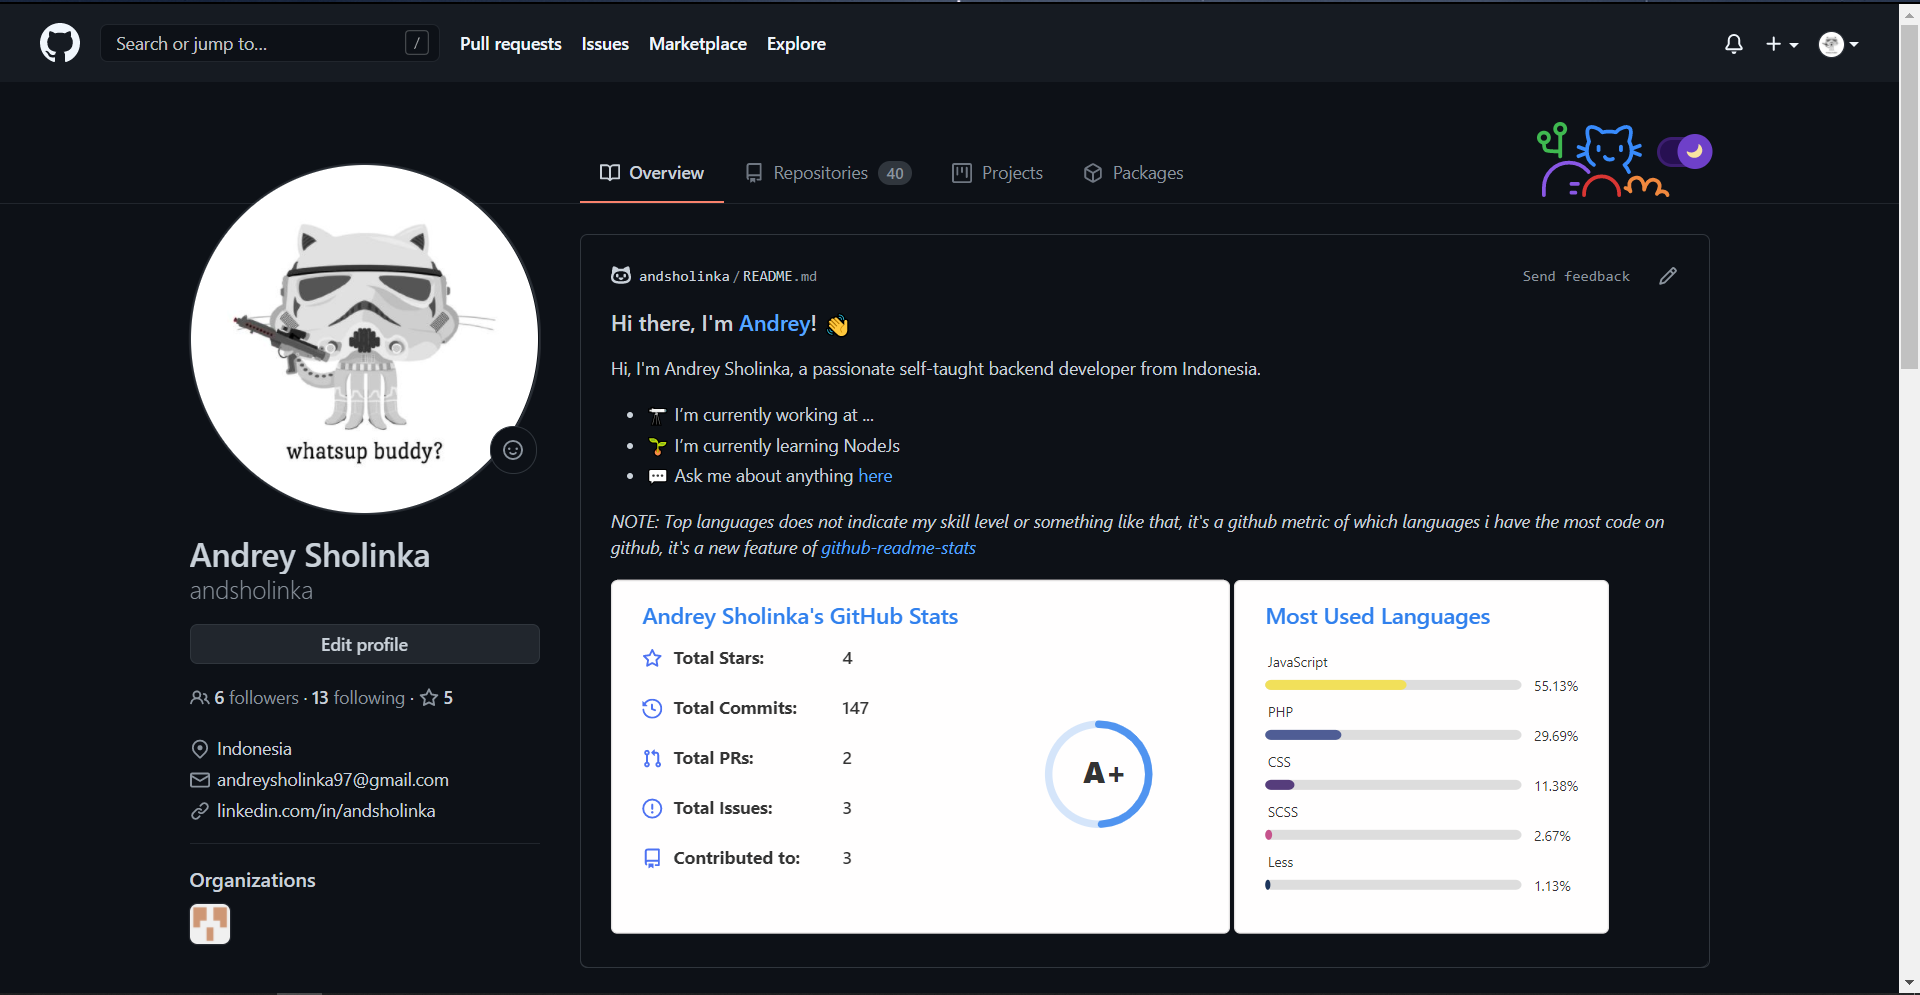 Search or jump to...
/
Pull requests
Issues
Marketplace
Explore
Overview
Repositories 40
Projects
Packages
whatsup buddy?
Andrey Sholinka
andsholinka
Edit profile
6 followers · 13 following · 5
Indonesia
andreysholinka97@gmail.com
linkedin.com/in/andsholinka
Organizations
andsholinka/README.md
Send feedback
Hi there, I'm Andrey! 👋
Hi, I'm Andrey Sholinka, a passionate self-taught backend developer from Indonesia.
• 🔭 I’m currently working at ...
• 🌱 I’m currently learning NodeJs
• 💬 Ask me about anything here
NOTE: Top languages does not indicate my skill level or something like that, it's a github metric of which languages i have the most code on
github, it's a new feature of github-readme-stats
Andrey Sholinka's GitHub Stats
Total Stars: 4
Total Commits: 147
Total PRs: 2
Total Issues: 3
Contributed to: 3
A+
Most Used Languages
JavaScript
55.13%
PHP
29.69%
CSS
11.38%
SCSS
2.67%
Less
1.13%